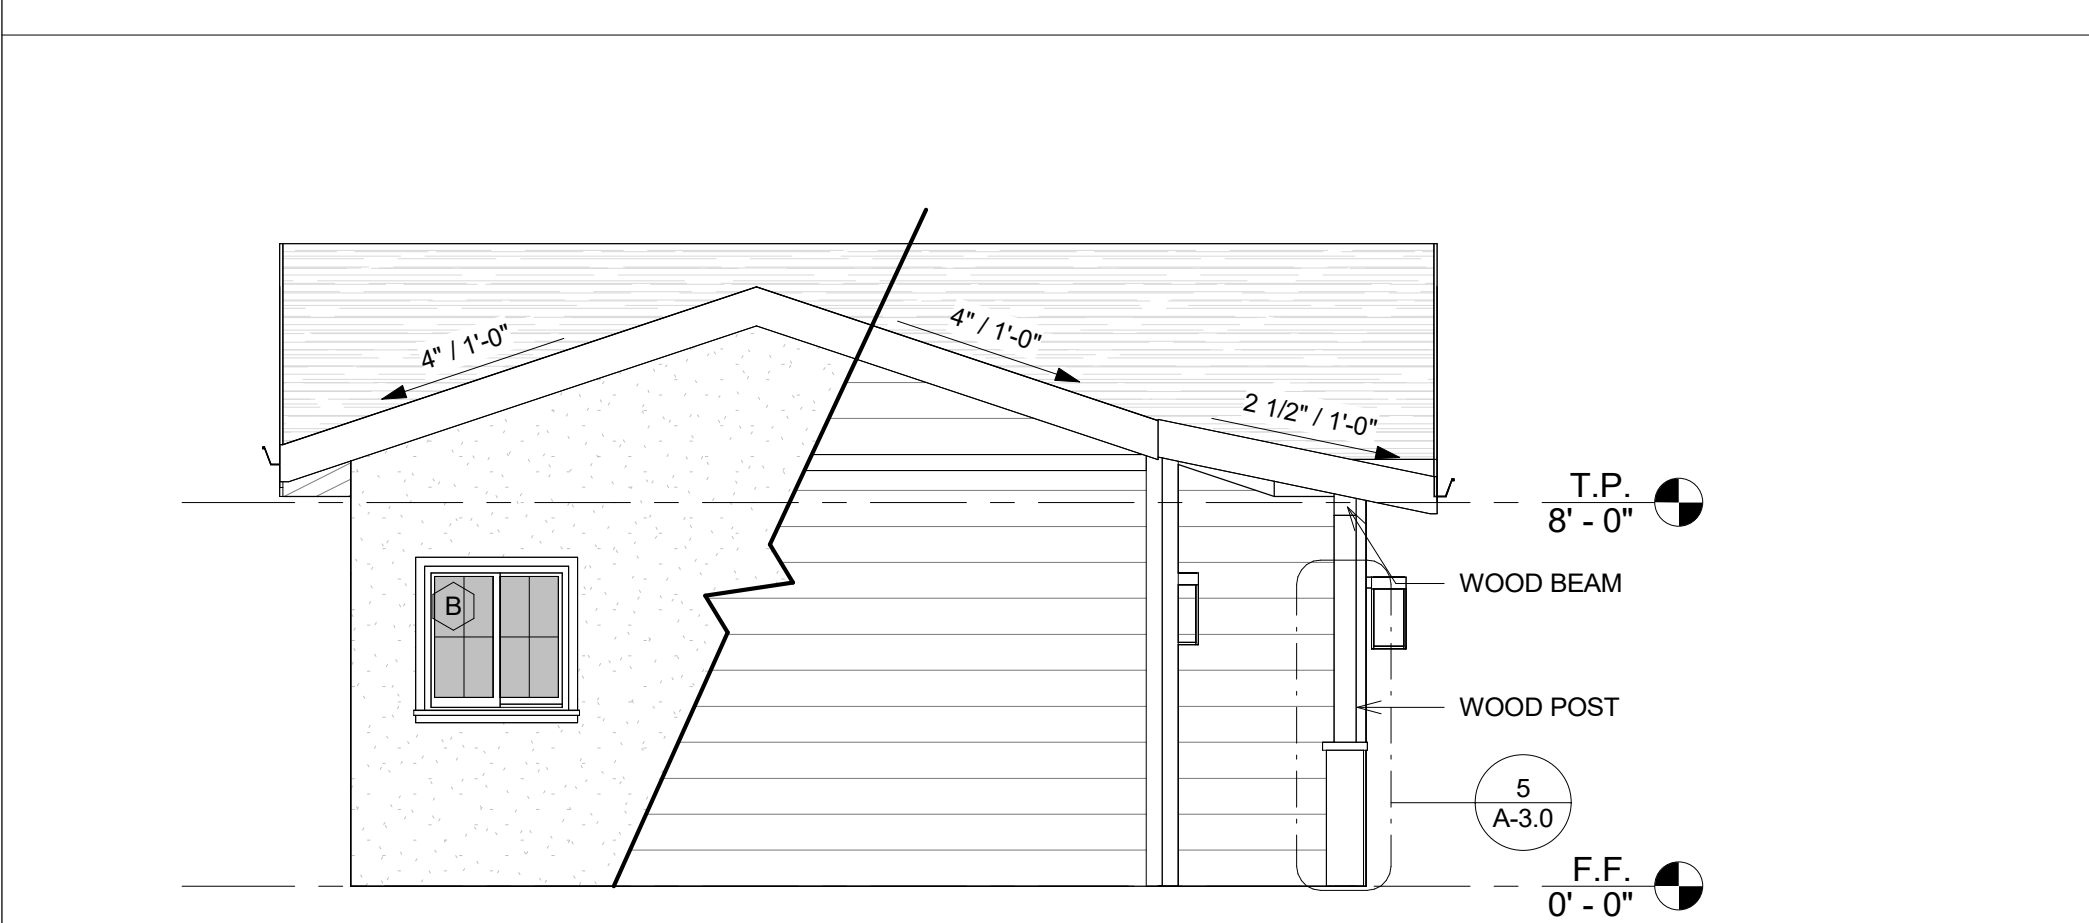 4" / 1'-0"
4" / 1'-0"
2 1/2" / 1'-0"
T.P.
8' - 0"
WOOD BEAM
B
WOOD POST
5
A-3.0
F.F.
0' - 0"